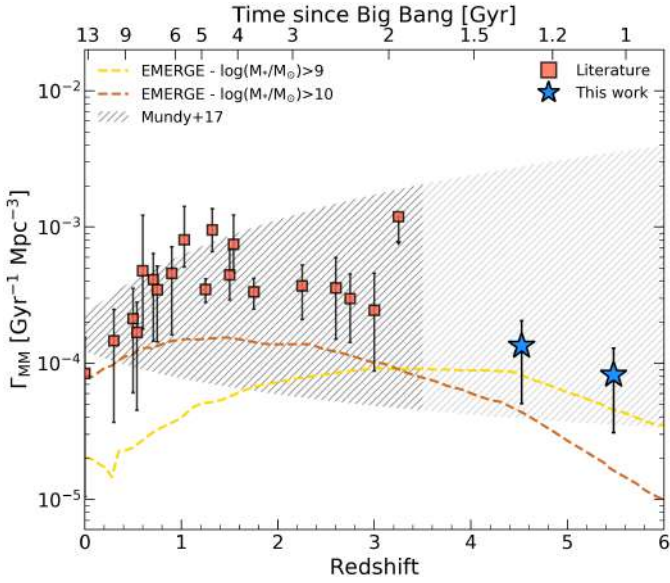 Time since Big Bang [Gyr]
13 9 6 5 4 3 2 1.5 1.2 1
EMERGE - log(M*/M☉)>9
EMERGE - log(M*/M☉)>10
Mundy+17
Literature
This work
Γ_MM [Gyr⁻¹ Mpc⁻³]
10⁻²
10⁻³
10⁻⁴
10⁻⁵
0 1 2 3 4 5 6
Redshift